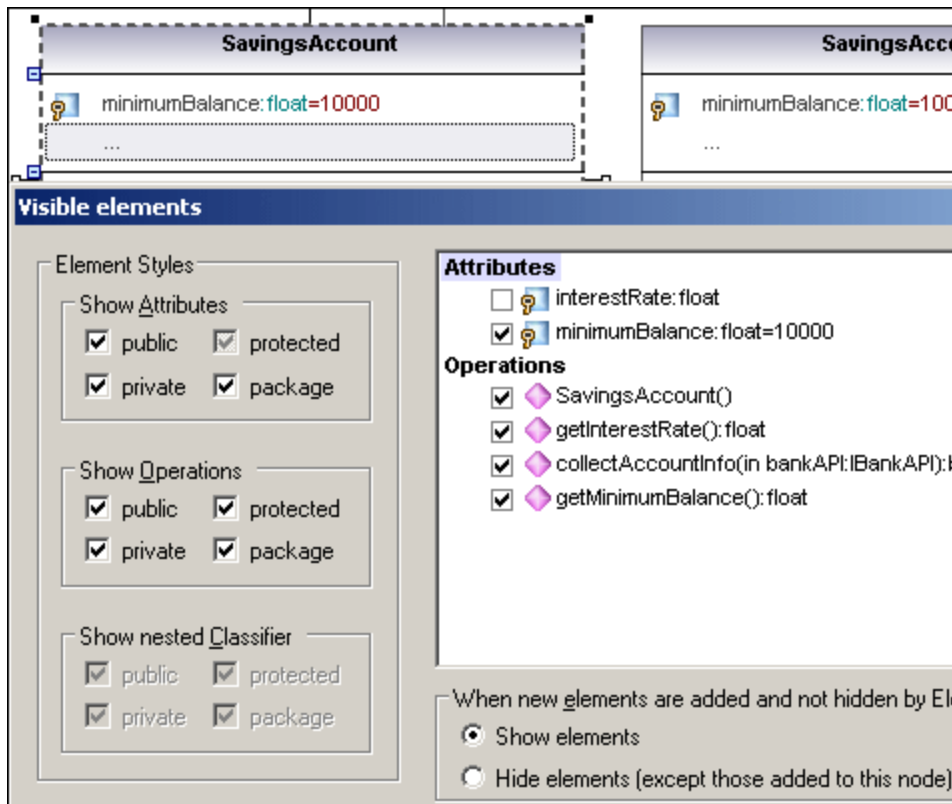 SavingsAccount
minimumBalance:float=10000
...
SavingsAcc
minimumBalance:float=100
...
Visible elements
Element Styles
Show Attributes
public protected
private package
Show Operations
public protected
private package
Show nested Classifier
public protected
private package
Attributes
interestRate:float
minimumBalance:float=10000
Operations
SavingsAccount()
getInterestRate():float
collectAccountInfo(in bankAPI:IBankAPI):b
getMinimumBalance():float
When new elements are added and not hidden by El
Show elements
Hide elements (except those added to this node)